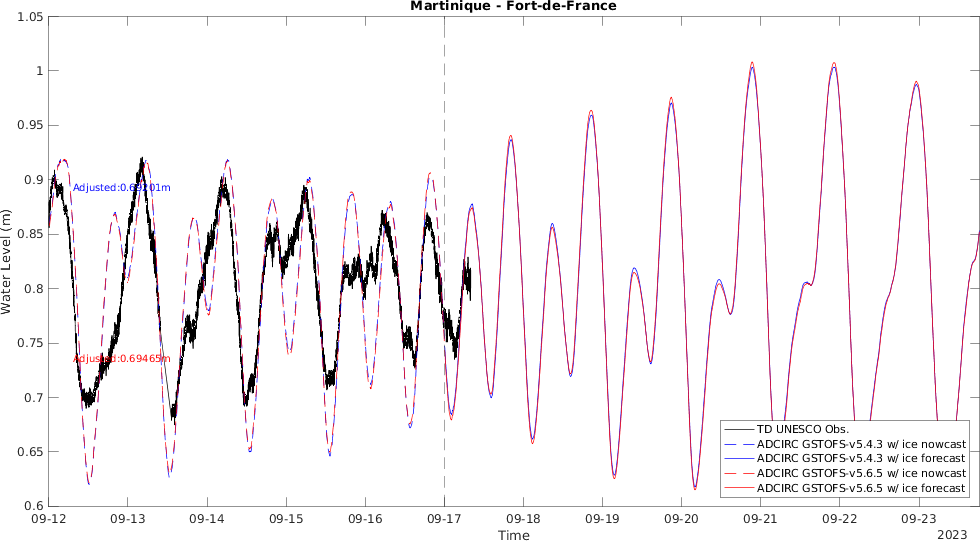 Martinique - Fort-de-France
1.05
1
0.95
0.9
0.85
0.8
0.75
0.7
0.65
0.6
Water Level (m)
Adjusted:0.69201m
Adjusted:0.69465m
TD UNESCO Obs.
ADCIRC GSTOFS-v5.4.3 w/ ice nowcast
ADCIRC GSTOFS-v5.4.3 w/ ice forecast
ADCIRC GSTOFS-v5.6.5 w/ ice nowcast
ADCIRC GSTOFS-v5.6.5 w/ ice forecast
09-12 09-13 09-14 09-15 09-16 09-17 09-18 09-19 09-20 09-21 09-22 09-23
Time
2023